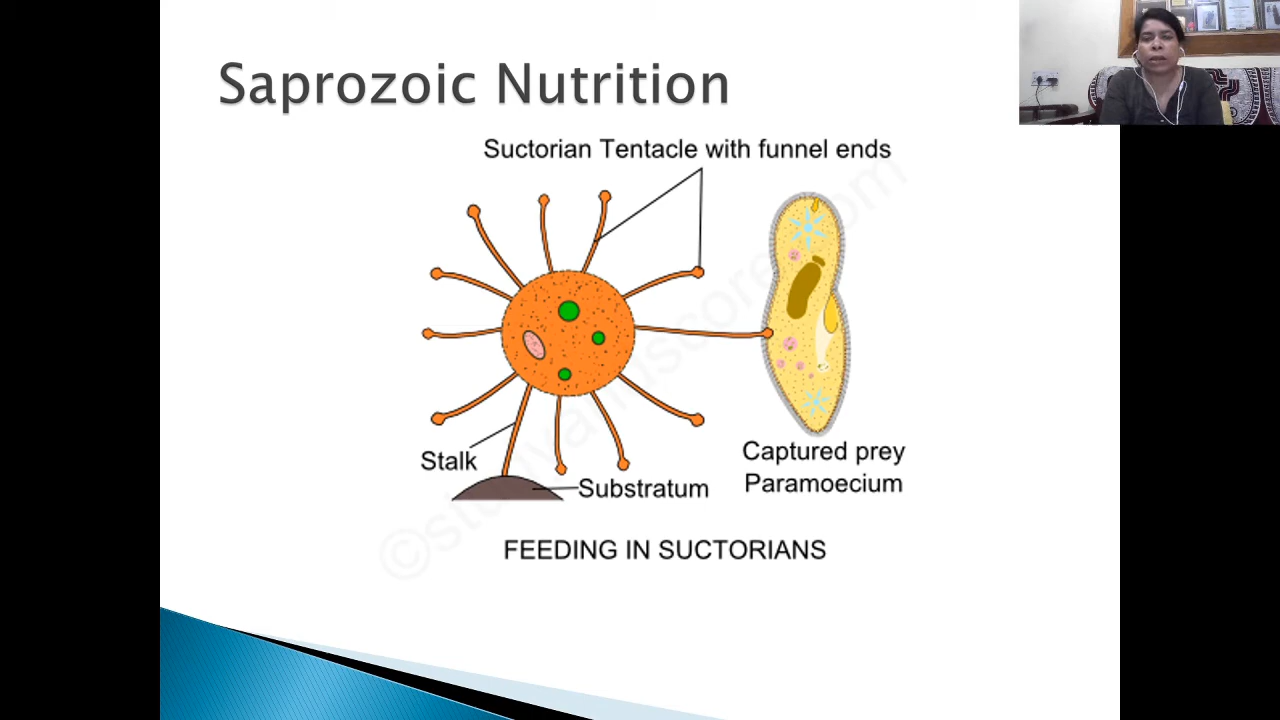 Saprozoic Nutrition
Suctorian Tentacle with funnel ends
Stalk
Substratum
Captured prey
Paramoecium
FEEDING IN SUCTORIANS